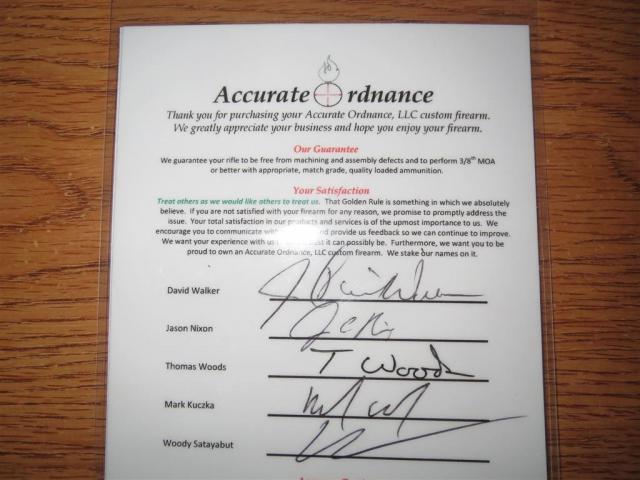 Accurate Ordnance
Thank you for purchasing your Accurate Ordnance, LLC custom firearm.
We greatly appreciate your business and hope you enjoy your firearm.
Our Guarantee
We guarantee your rifle to be free from machining and assembly defects and to perform 3/8th MOA
or better with appropriate, match grade, quality loaded ammunition.
Your Satisfaction
Treat others as we would like others to treat us. That Golden Rule is something in which we absolutely
believe. If you are not satisfied with your firearm for any reason, we promise to promptly address the
issue. Your total satisfaction in our products and services is of the upmost importance to us. We
encourage you to communicate with and provide us feedback so we can continue to improve.
We want your experience with us it can possibly be. Furthermore, we want you to be
proud to own an Accurate Ordnance, LLC custom firearm. We stake our names on it.
David Walker
Jason Nixon
Thomas Woods T Woods
Mark Kuczka
Woody Satayabut